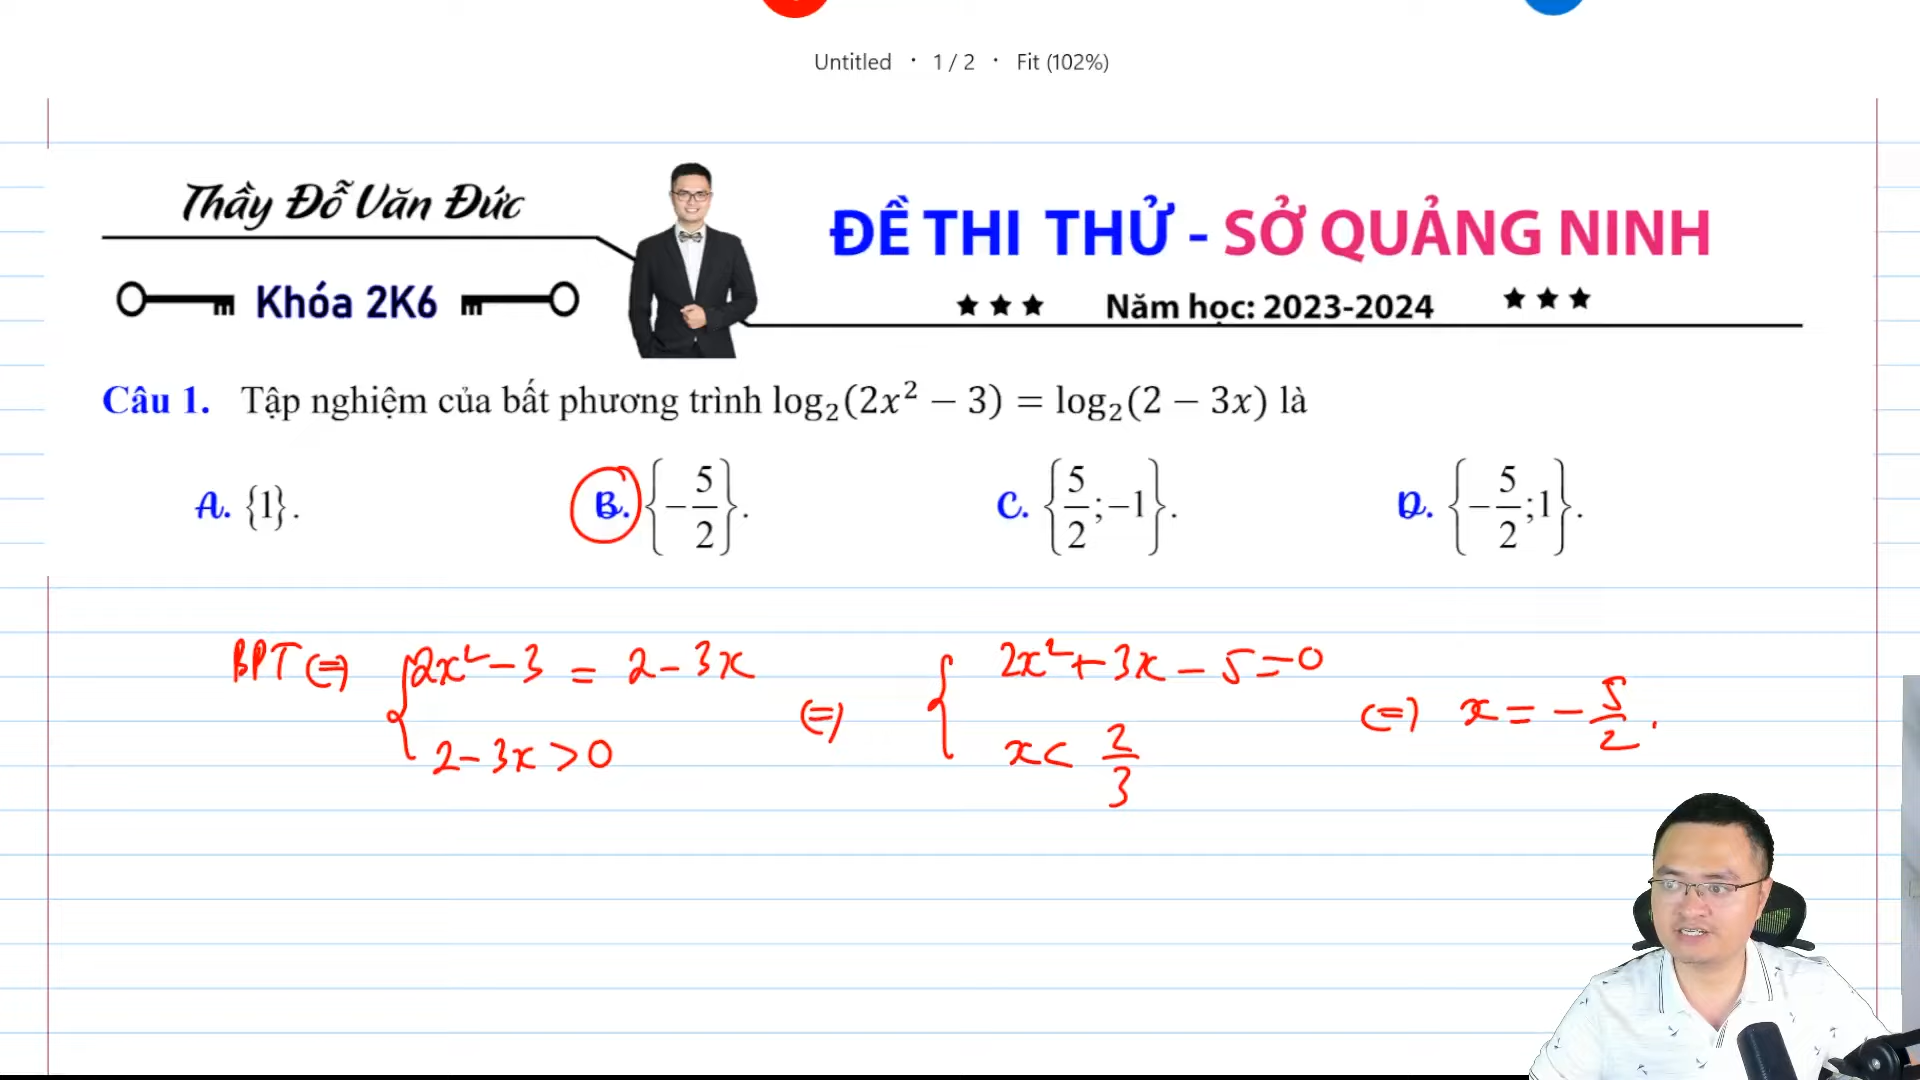 Untitled • 1 / 2 • Fit (102%)
Thầy Đỗ Văn Đức
Khóa 2K6
ĐỀ THI THỬ - SỞ QUẢNG NINH
★ ★ ★ Năm học: 2023-2024 ★ ★ ★
Câu 1. Tập nghiệm của bất phương trình log₂(2x² − 3) = log₂(2 − 3x) là
A. {1}. B. {−5/2}. C. {5/2;−1}. D. {−5/2;1}.
BPT ⇔ { 2x² − 3 = 2 − 3x ⇔ { 2x² + 3x − 5 = 0 ⇔ x = −5/2.
2 − 3x > 0 x < 2/3